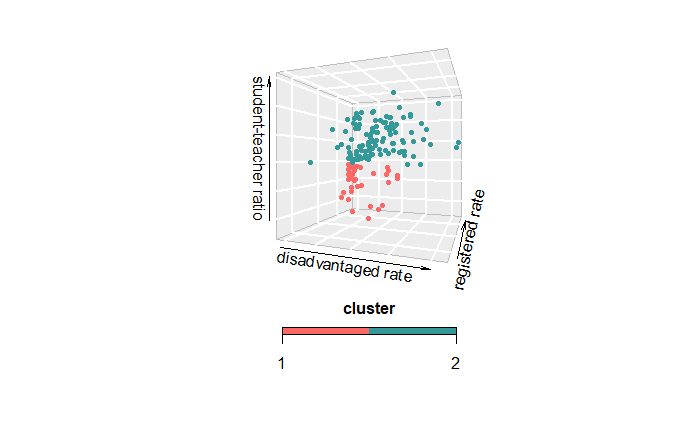 student-teacher ratio
disadvantaged rate
registered rate
cluster
1
2